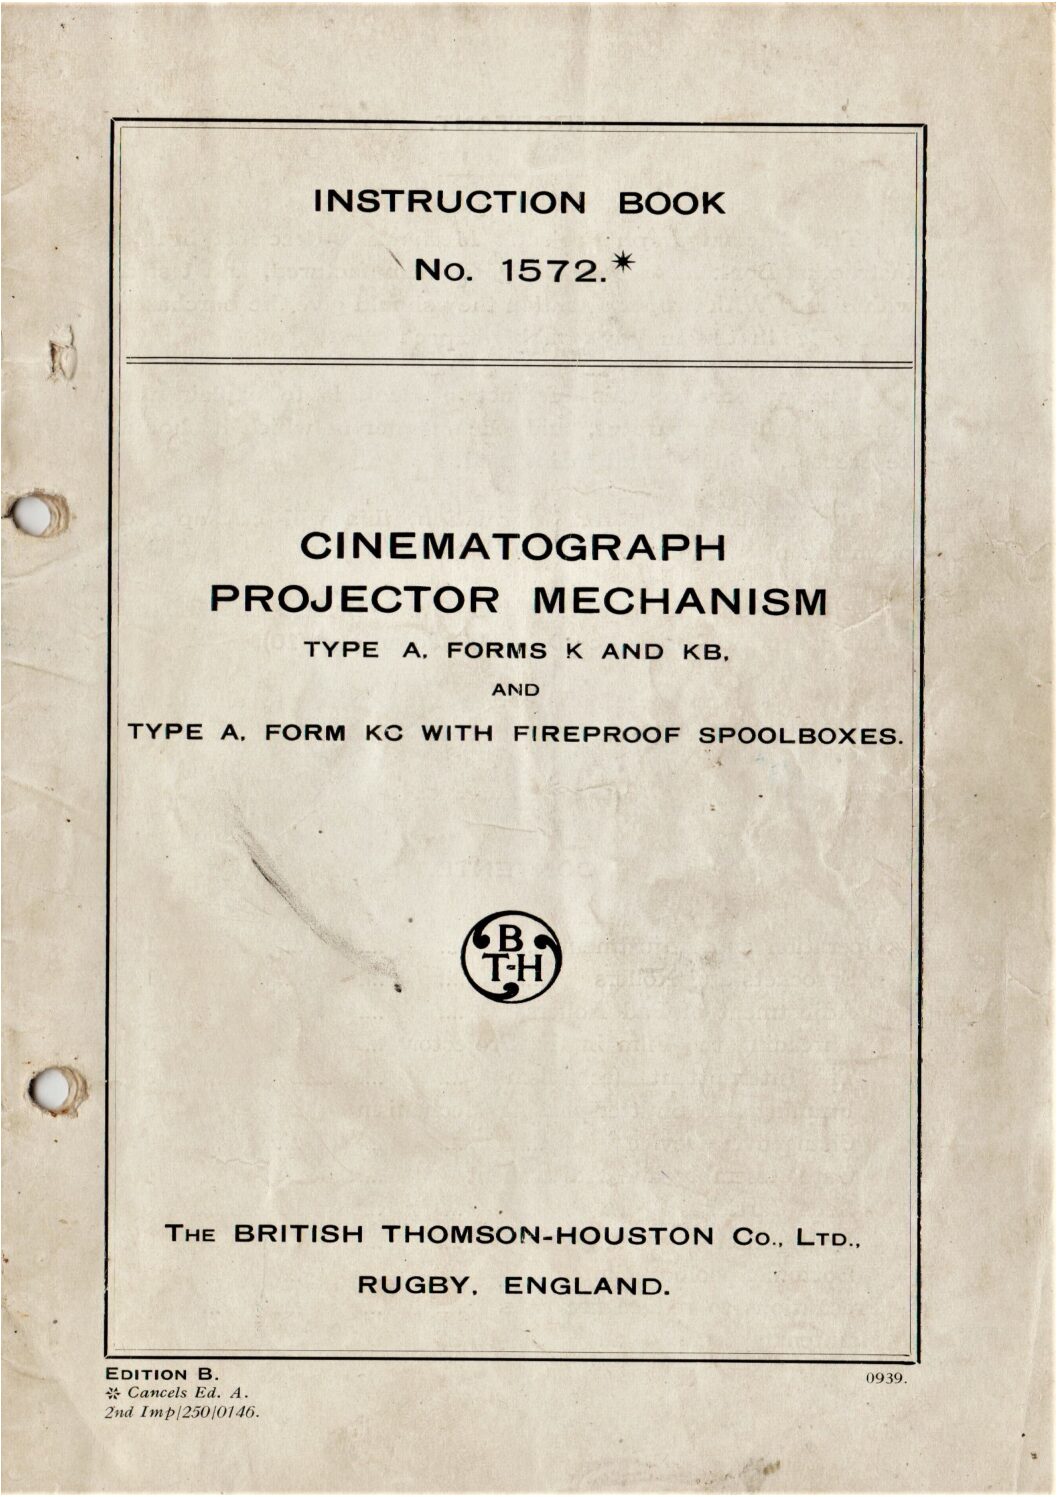 INSTRUCTION BOOK
No. 1572.*
CINEMATOGRAPH
PROJECTOR MECHANISM
TYPE A. FORMS K AND KB.
AND
TYPE A. FORM KC WITH FIREPROOF SPOOLBOXES.
B
T-H
THE BRITISH THOMSON-HOUSTON Co., LTD.,
RUGBY, ENGLAND.
EDITION B.
* Cancels Ed. A.
2nd Imp/250/0146.
0939.